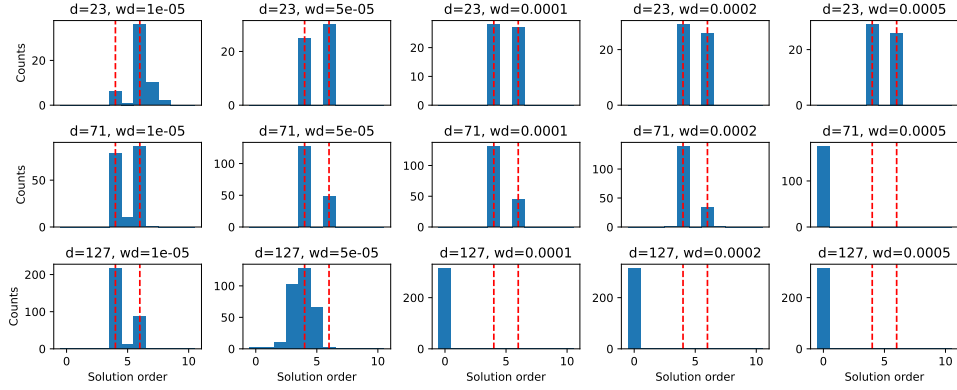 d=23, wd=1e-05
d=23, wd=5e-05
d=23, wd=0.0001
d=23, wd=0.0002
d=23, wd=0.0005
Counts
20
0
20
0
20
0
20
0
20
0
d=71, wd=1e-05
d=71, wd=5e-05
d=71, wd=0.0001
d=71, wd=0.0002
d=71, wd=0.0005
Counts
50
0
100
50
0
100
50
0
100
50
0
100
0
d=127, wd=1e-05
d=127, wd=5e-05
d=127, wd=0.0001
d=127, wd=0.0002
d=127, wd=0.0005
Counts
200
100
0
100
50
0
200
0
200
0
200
0
0 5 10
0 5 10
0 5 10
0 5 10
0 5 10
Solution order
Solution order
Solution order
Solution order
Solution order